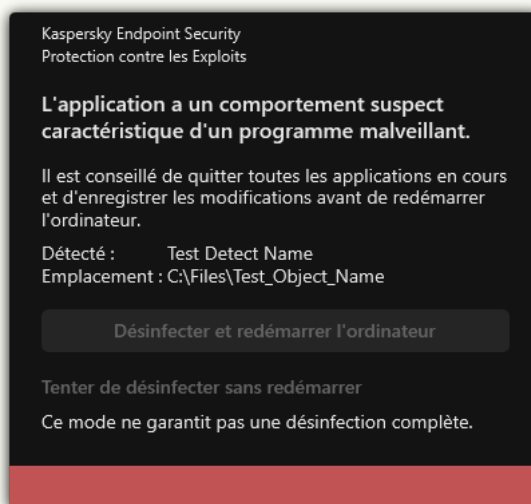 Kaspersky Endpoint Security
Protection contre les Exploits
L'application a un comportement suspect
caractéristique d'un programme malveillant.
Il est conseillé de quitter toutes les applications en cours
et d'enregistrer les modifications avant de redémarrer
l'ordinateur.
Détecté : Test Detect Name
Emplacement : C:\Files\Test_Object_Name
Désinfecter et redémarrer l'ordinateur
Tenter de désinfecter sans redémarrer
Ce mode ne garantit pas une désinfection complète.